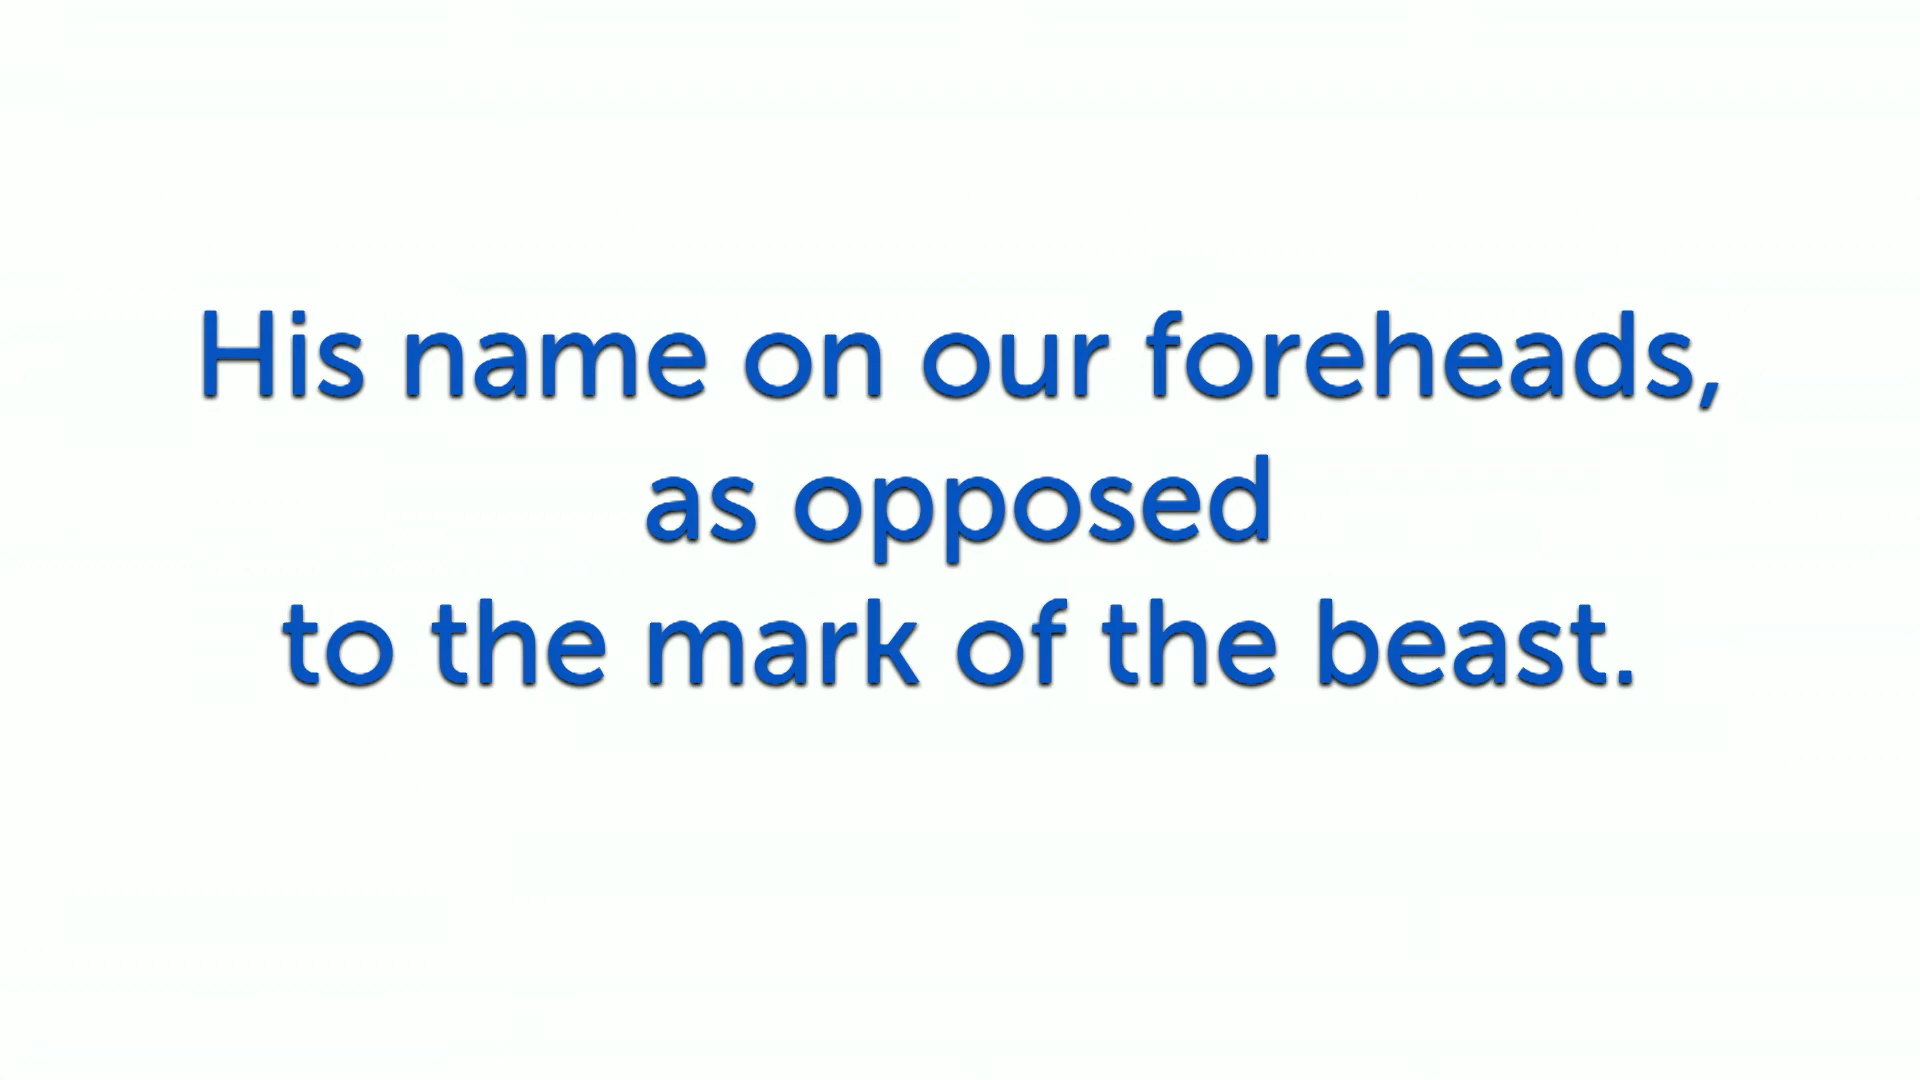 His name on our foreheads,
as opposed
to the mark of the beast.